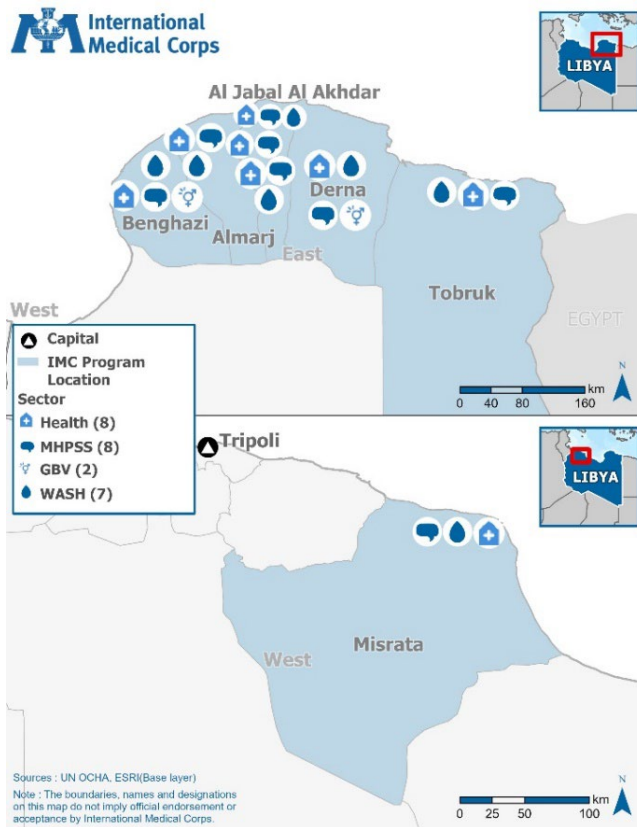 International
Medical Corps
LIBYA
Al Jabal Al Akhdar
Derna
Benghazi
Almarj
East
Tobruk
EGYPT
West
Capital
IMC Program
Location
Sector
Health (8)
MHPSS (8)
GBV (2)
WASH (7)
N
km
0 40 80 160
Tripoli
LIBYA
Misrata
West
Sources : UN OCHA, ESRI(Base layer)
Note : The boundaries, names and designations
on this map do not imply official endorsement or
acceptance by International Medical Corps.
N
km
0 25 50 100